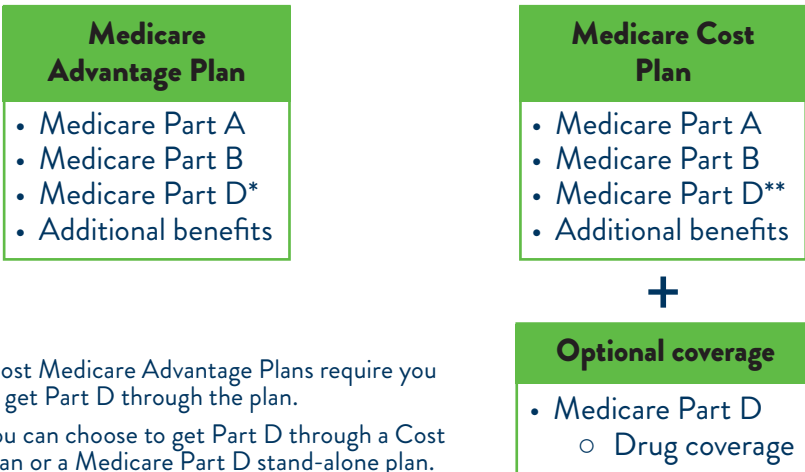 Medicare
Advantage Plan
• Medicare Part A
• Medicare Part B
• Medicare Part D*
• Additional benefits
Medicare Cost
Plan
• Medicare Part A
• Medicare Part B
• Medicare Part D**
• Additional benefits
+
Optional coverage
• Medicare Part D
○ Drug coverage
Medicare Advantage Plans require you
get Part D through the plan.
can choose to get Part D through a Cost
or a Medicare Part D stand-alone plan.